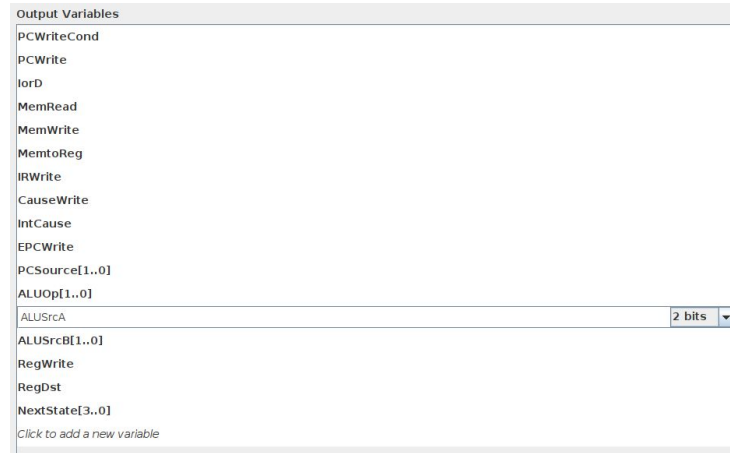 Output Variables
PCWriteCond
PCWrite
IorD
MemRead
MemWrite
MemtoReg
IRWrite
CauseWrite
IntCause
EPCWrite
PCSource[1..0]
ALUOp[1..0]
ALUSrcA 2 bits
ALUSrcB[1..0]
RegWrite
RegDst
NextState[3..0]
Click to add a new variable